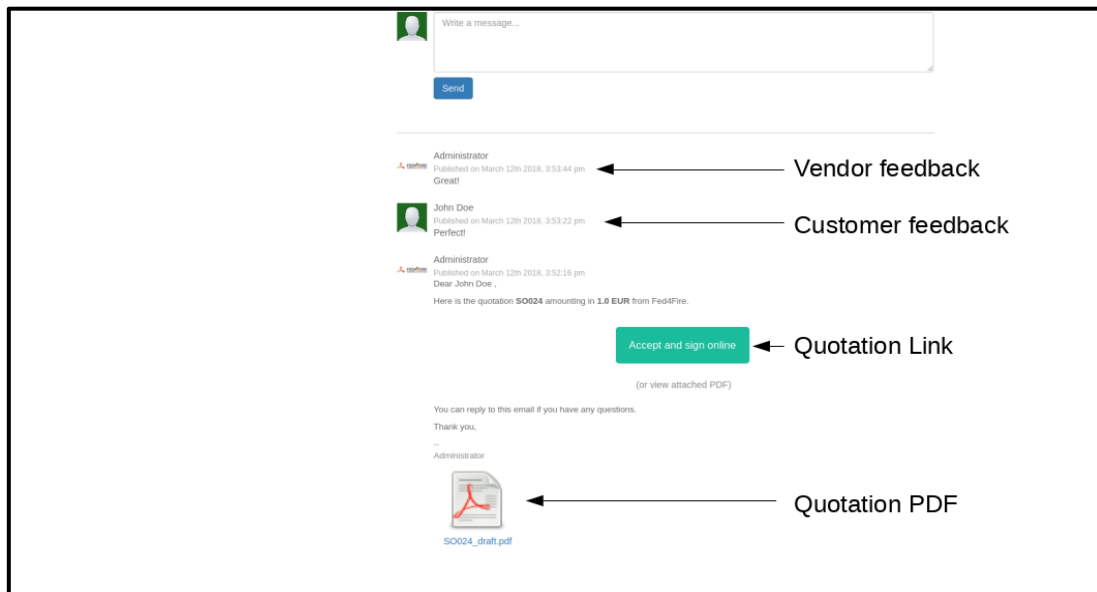 Write a message...
Send
Administrator
Published on March 12th 2018, 3:53:44 pm
Great!
Vendor feedback
John Doe
Published on March 12th 2018, 3:53:22 pm
Perfect!
Customer feedback
Administrator
Published on March 12th 2018, 3:52:16 pm
Dear John Doe ,
Here is the quotation SO024 amounting in 1.0 EUR from Fed4Fire.
Accept and sign online
Quotation Link
(or view attached PDF)
You can reply to this email if you have any questions.
Thank you,
--
Administrator
Quotation PDF
SO024_draft.pdf